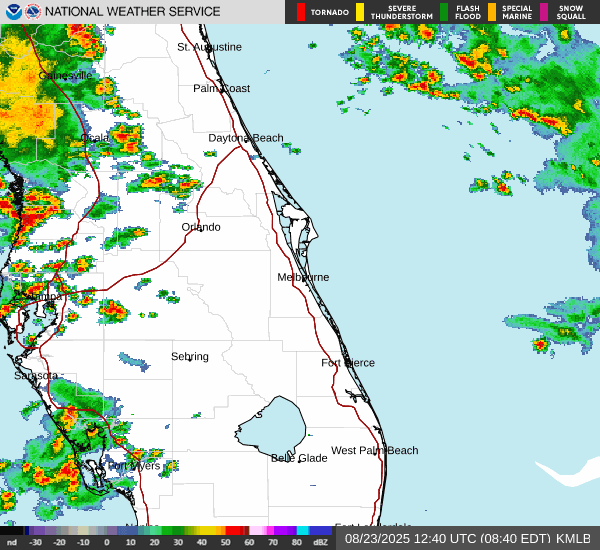 NATIONAL WEATHER SERVICE
TORNADO
SEVERE
THUNDERSTORM
FLASH
FLOOD
SPECIAL
MARINE
SNOW
SQUALL
St. Augustine
Gainesville
Palm Coast
Ocala
Daytona Beach
Orlando
Melbourne
Tampa
Sebring
Fort Pierce
Sarasota
West Palm Beach
Belle Glade
Fort Myers
Fort Lauderdale
nd -30 -20 -10 0 10 20 30 40 50 60 70 80 dBZ
08/23/2025 12:40 UTC (08:40 EDT) KMLB